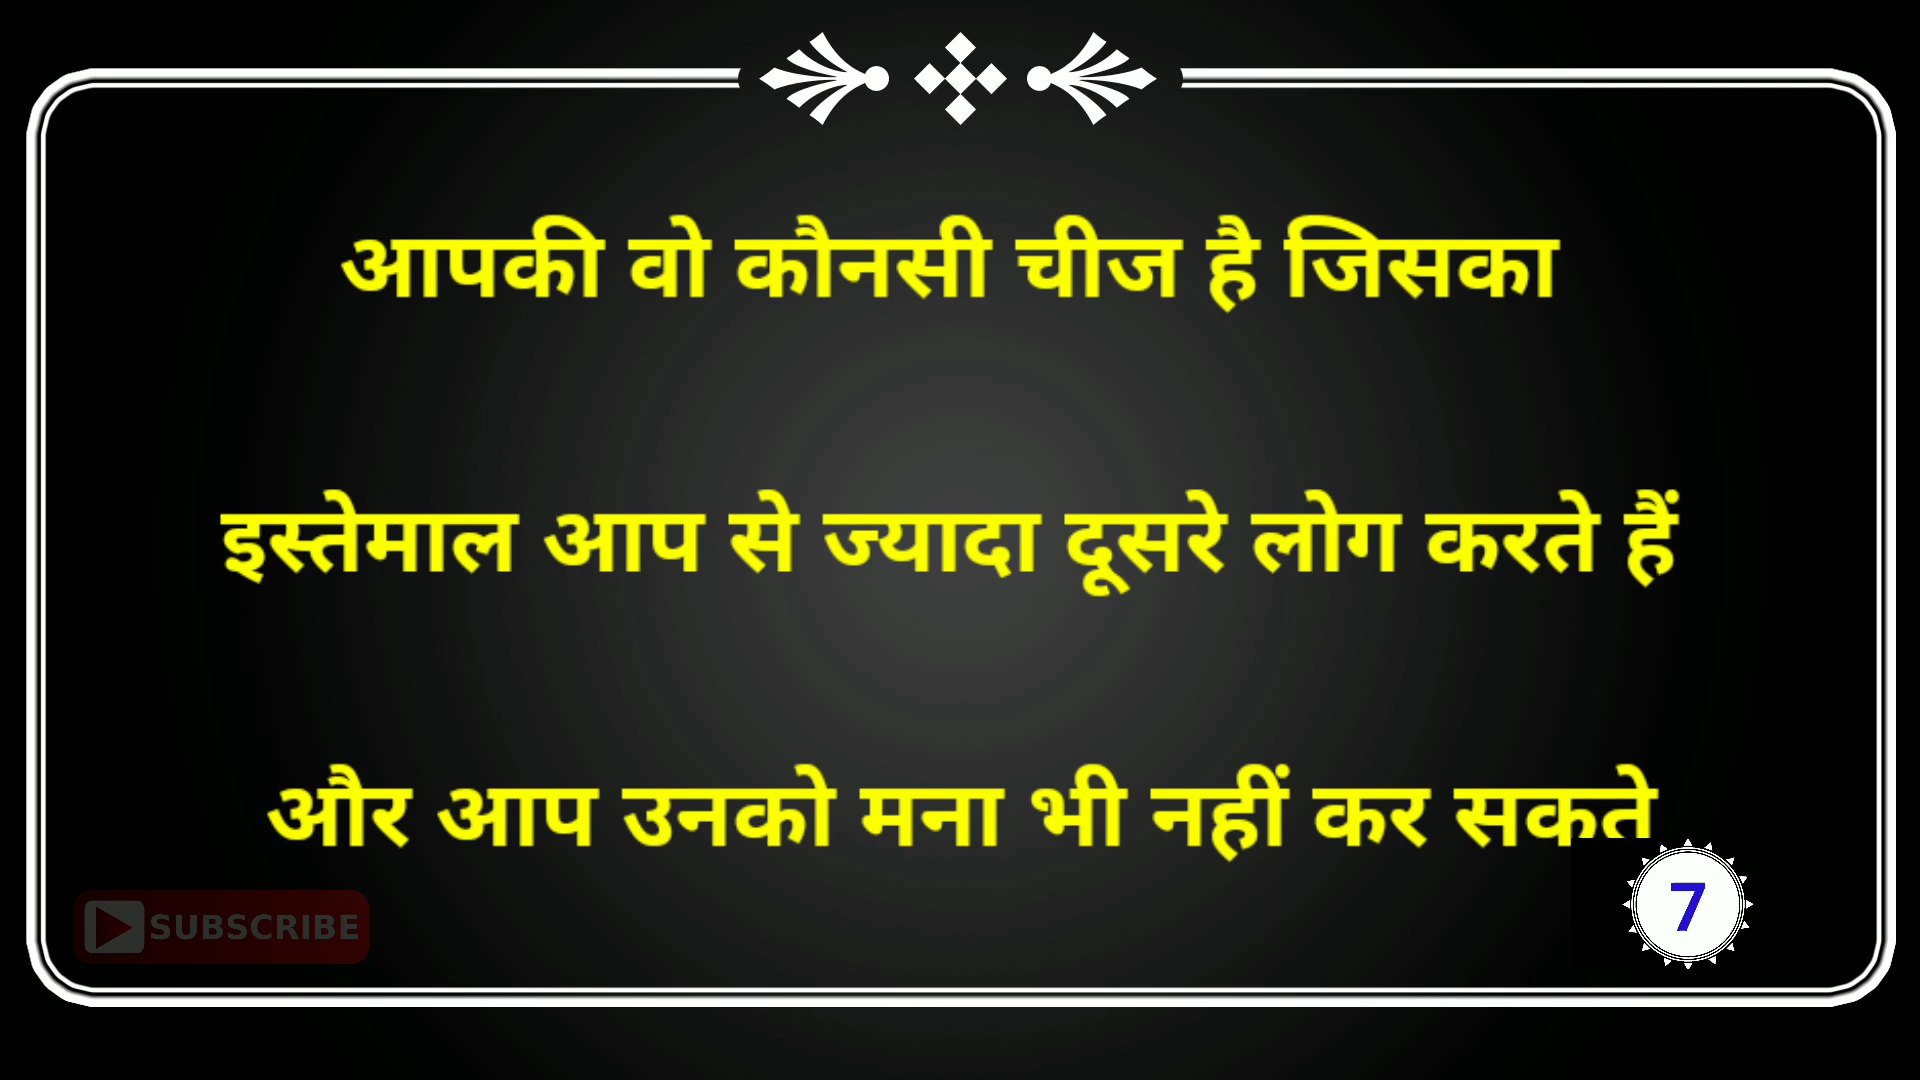 आपकी वो कौनसी चीज है जिसका
इस्तेमाल आप से ज्यादा दूसरे लोग करते हैं
और आप उनको मना भी नहीं कर सकते
SUBSCRIBE
7